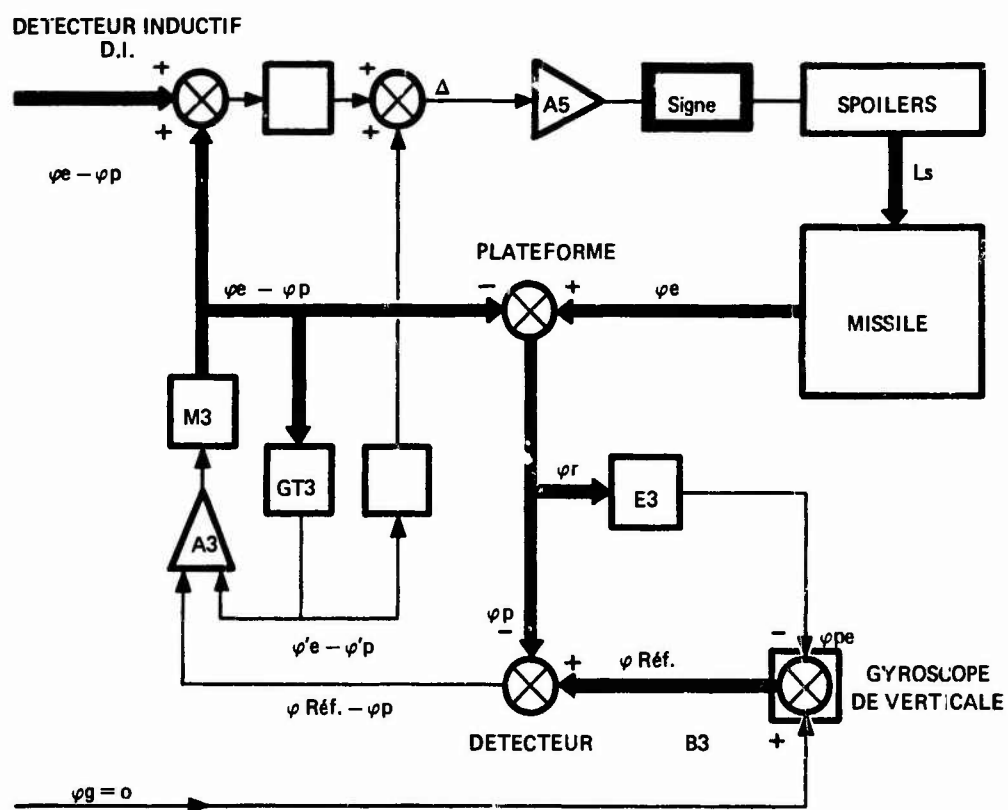 DETECTEUR INDUCTIF
D.I.
+
+
+
+
Δ
A5
Signe
SPOILERS
Ls
φe – φp
PLATEFORME
φe – φp
–
+
φe
MISSILE
M3
GT3
φr
E3
A3
φp
–
–
φpe
φ'e – φ'p
+
φ Réf.
GYROSCOPE
DE VERTICALE
φ Réf. – φp
DETECTEUR
B3
+
φg = o